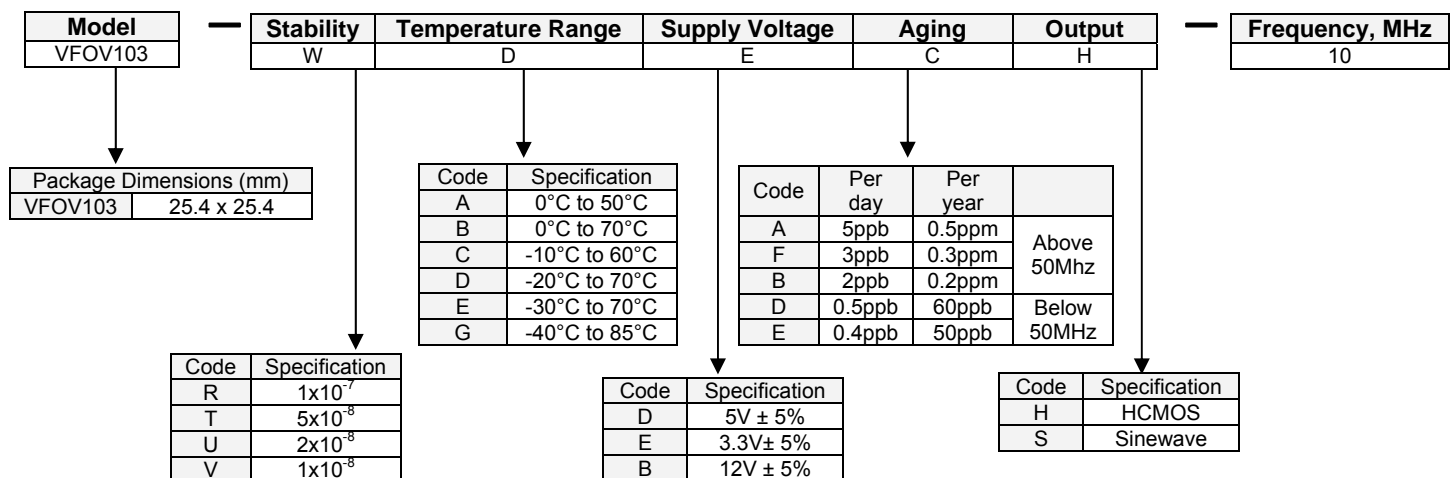 Model — Stability Temperature Range Supply Voltage Aging Output — Frequency, MHz
VFOV103 W D E C H 10
Package Dimensions (mm)
VFOV103 25.4 x 25.4
Code Specification
A 0°C to 50°C
B 0°C to 70°C
C -10°C to 60°C
D -20°C to 70°C
E -30°C to 70°C
G -40°C to 85°C
Code Per day Per year
A 5ppb 0.5ppm Above 50Mhz
F 3ppb 0.3ppm
B 2ppb 0.2ppm
D 0.5ppb 60ppb Below 50MHz
E 0.4ppb 50ppb
Code Specification
R 1x10⁻⁷
T 5x10⁻⁸
U 2x10⁻⁸
V 1x10⁻⁸
Code Specification
D 5V ± 5%
E 3.3V± 5%
B 12V ± 5%
Code Specification
H HCMOS
S Sinewave